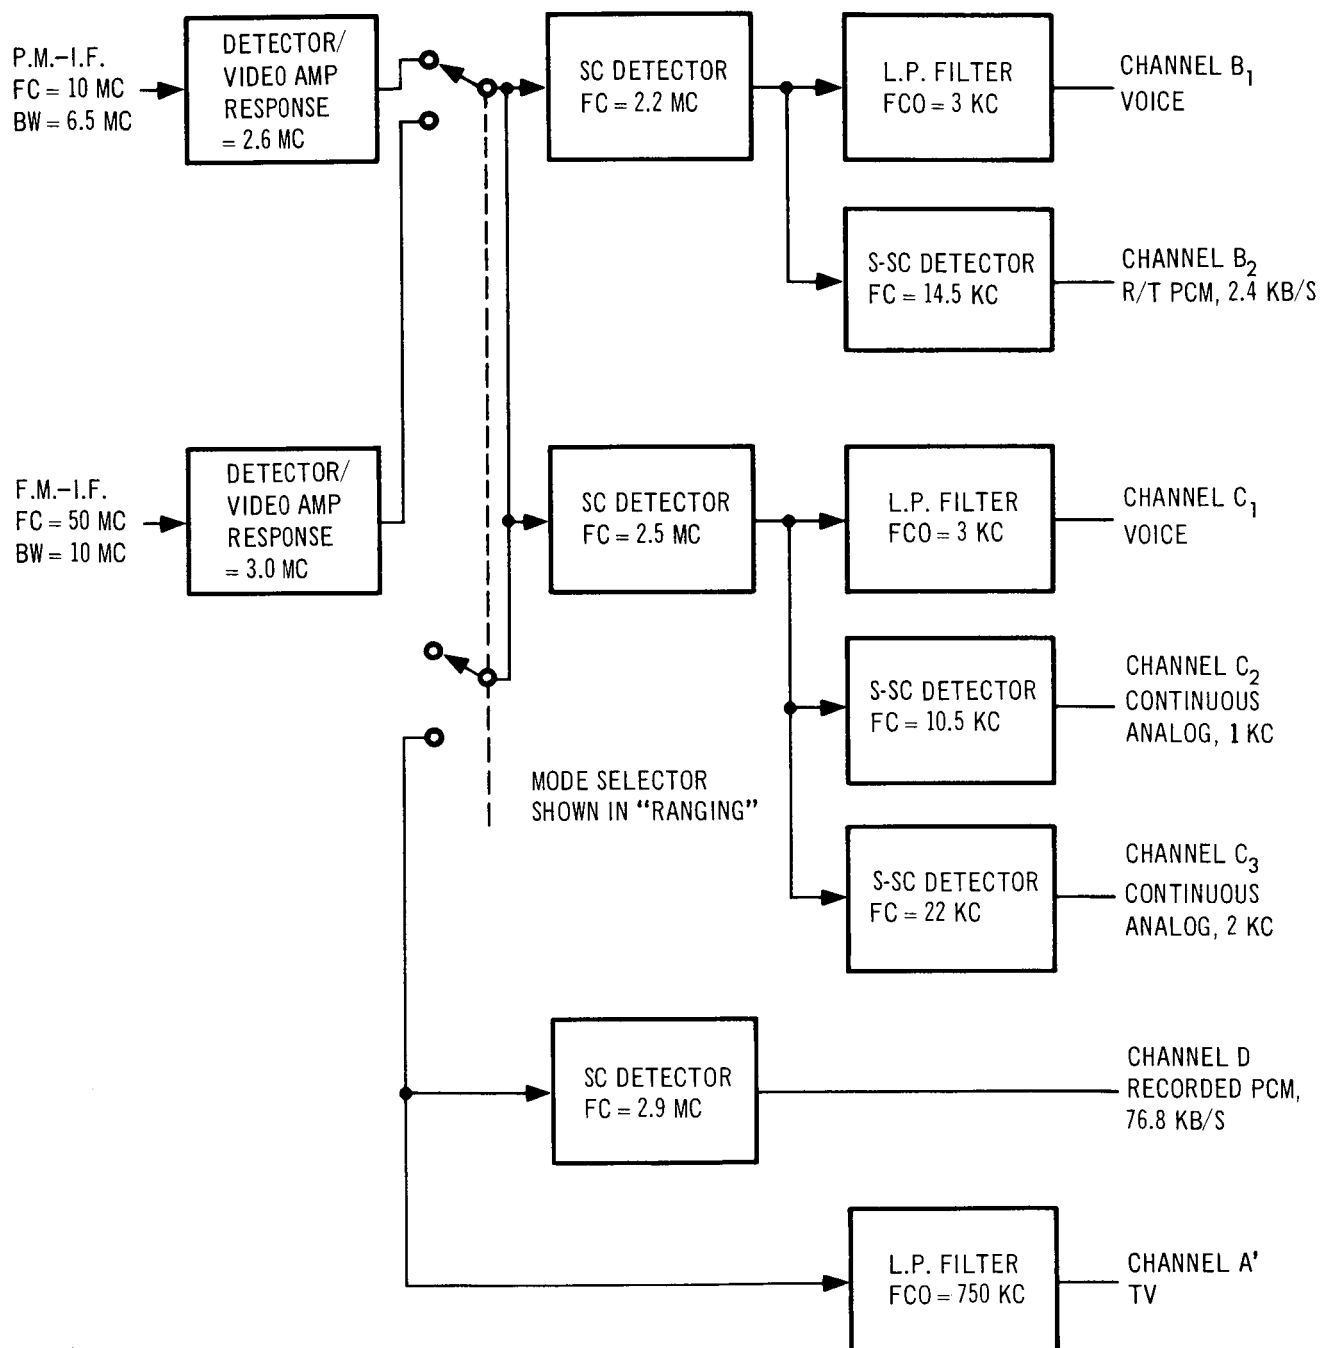 P.M.–I.F.
FC = 10 MC
BW = 6.5 MC
DETECTOR/
VIDEO AMP
RESPONSE
= 2.6 MC
SC DETECTOR
FC = 2.2 MC
L.P. FILTER
FCO = 3 KC
CHANNEL B₁
VOICE
S-SC DETECTOR
FC = 14.5 KC
CHANNEL B₂
R/T PCM, 2.4 KB/S
F.M.–I.F.
FC = 50 MC
BW = 10 MC
DETECTOR/
VIDEO AMP
RESPONSE
= 3.0 MC
SC DETECTOR
FC = 2.5 MC
L.P. FILTER
FCO = 3 KC
CHANNEL C₁
VOICE
S-SC DETECTOR
FC = 10.5 KC
CHANNEL C₂
CONTINUOUS
ANALOG, 1 KC
MODE SELECTOR
SHOWN IN “RANGING”
S-SC DETECTOR
FC = 22 KC
CHANNEL C₃
CONTINUOUS
ANALOG, 2 KC
SC DETECTOR
FC = 2.9 MC
CHANNEL D
RECORDED PCM,
76.8 KB/S
L.P. FILTER
FCO = 750 KC
CHANNEL A'
TV